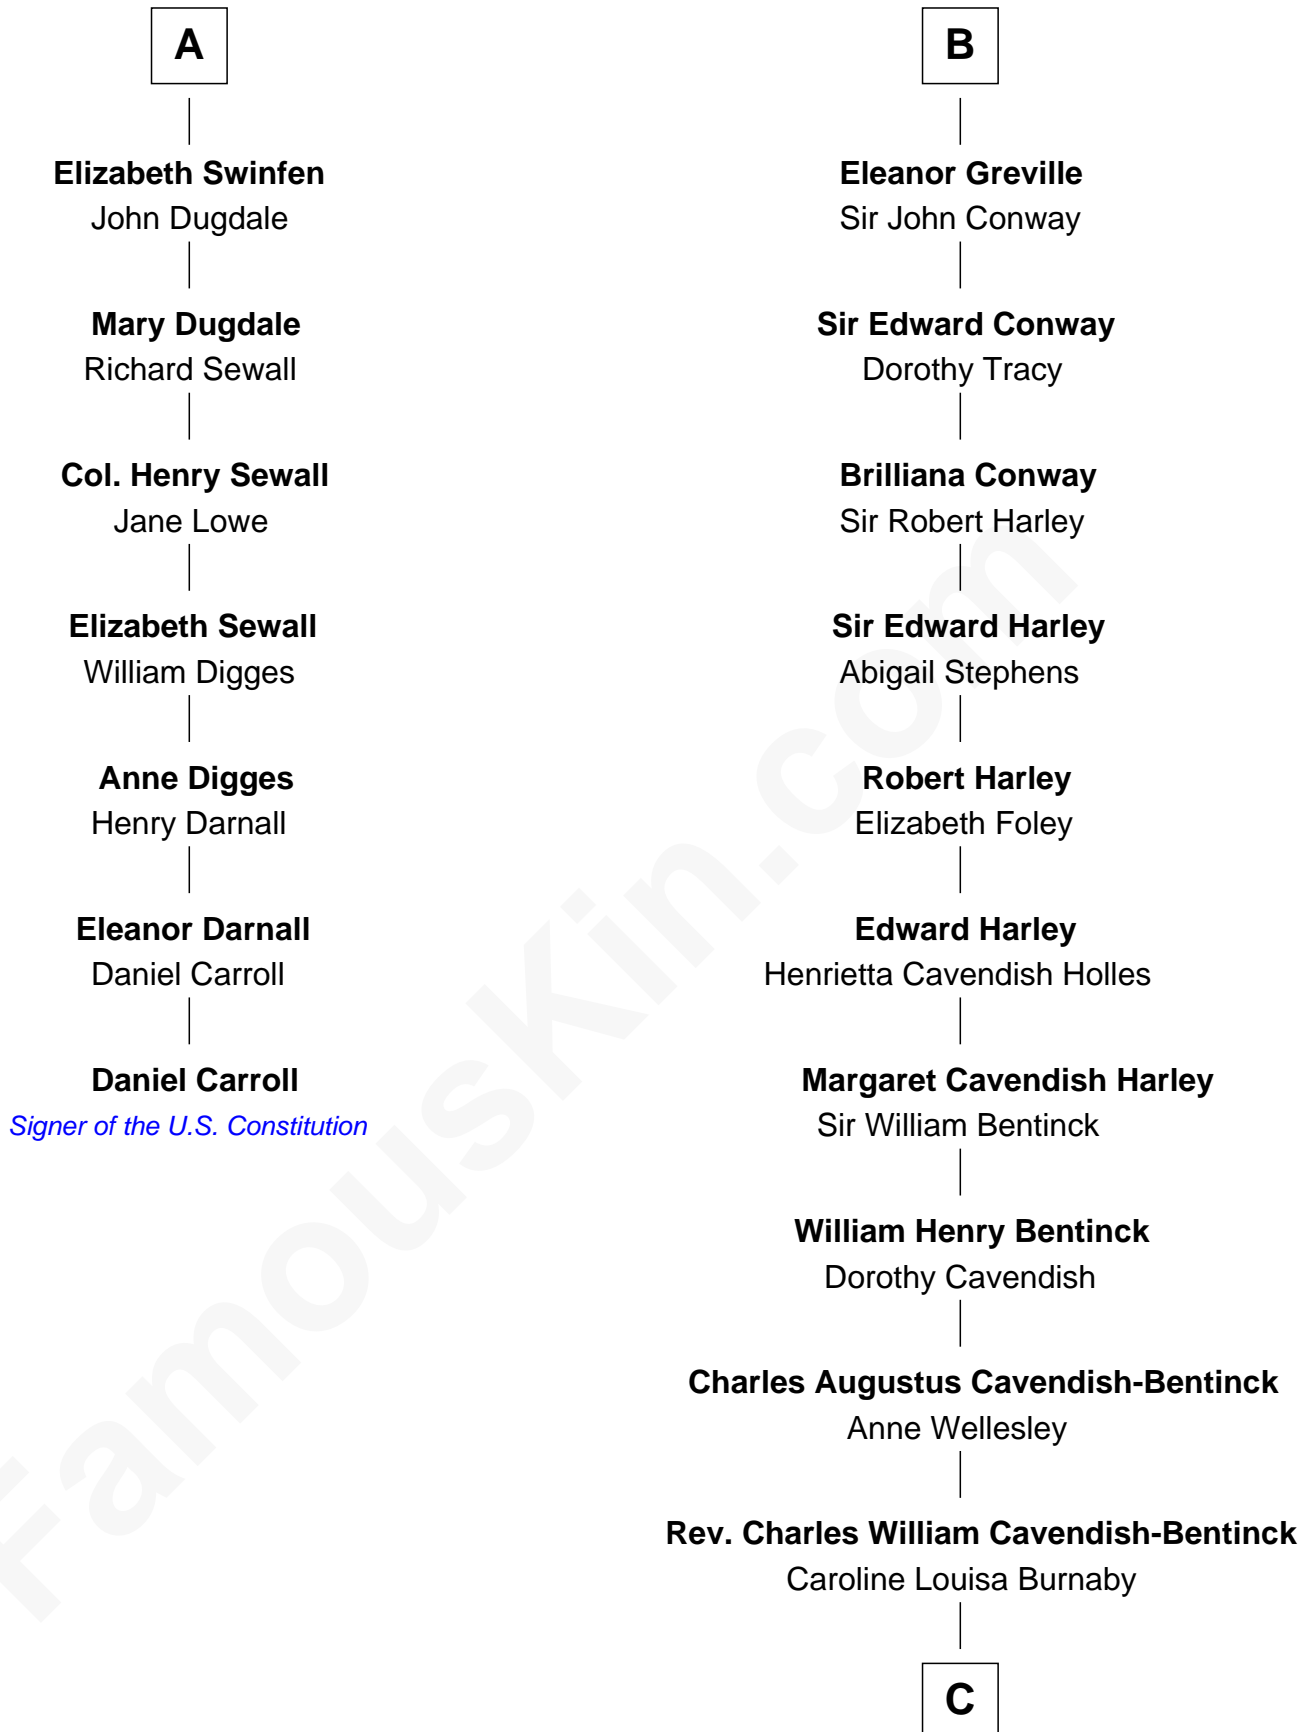 A
Elizabeth Swinfen
John Dugdale
Mary Dugdale
Richard Sewall
Col. Henry Sewall
Jane Lowe
Elizabeth Sewall
William Digges
Anne Digges
Henry Darnall
Eleanor Darnall
Daniel Carroll
Daniel Carroll
Signer of the U.S. Constitution
B
Eleanor Greville
Sir John Conway
Sir Edward Conway
Dorothy Tracy
Brilliana Conway
Sir Robert Harley
Sir Edward Harley
Abigail Stephens
Robert Harley
Elizabeth Foley
Edward Harley
Henrietta Cavendish Holles
Margaret Cavendish Harley
Sir William Bentinck
William Henry Bentinck
Dorothy Cavendish
Charles Augustus Cavendish-Bentinck
Anne Wellesley
Rev. Charles William Cavendish-Bentinck
Caroline Louisa Burnaby
C
FamousKin.com